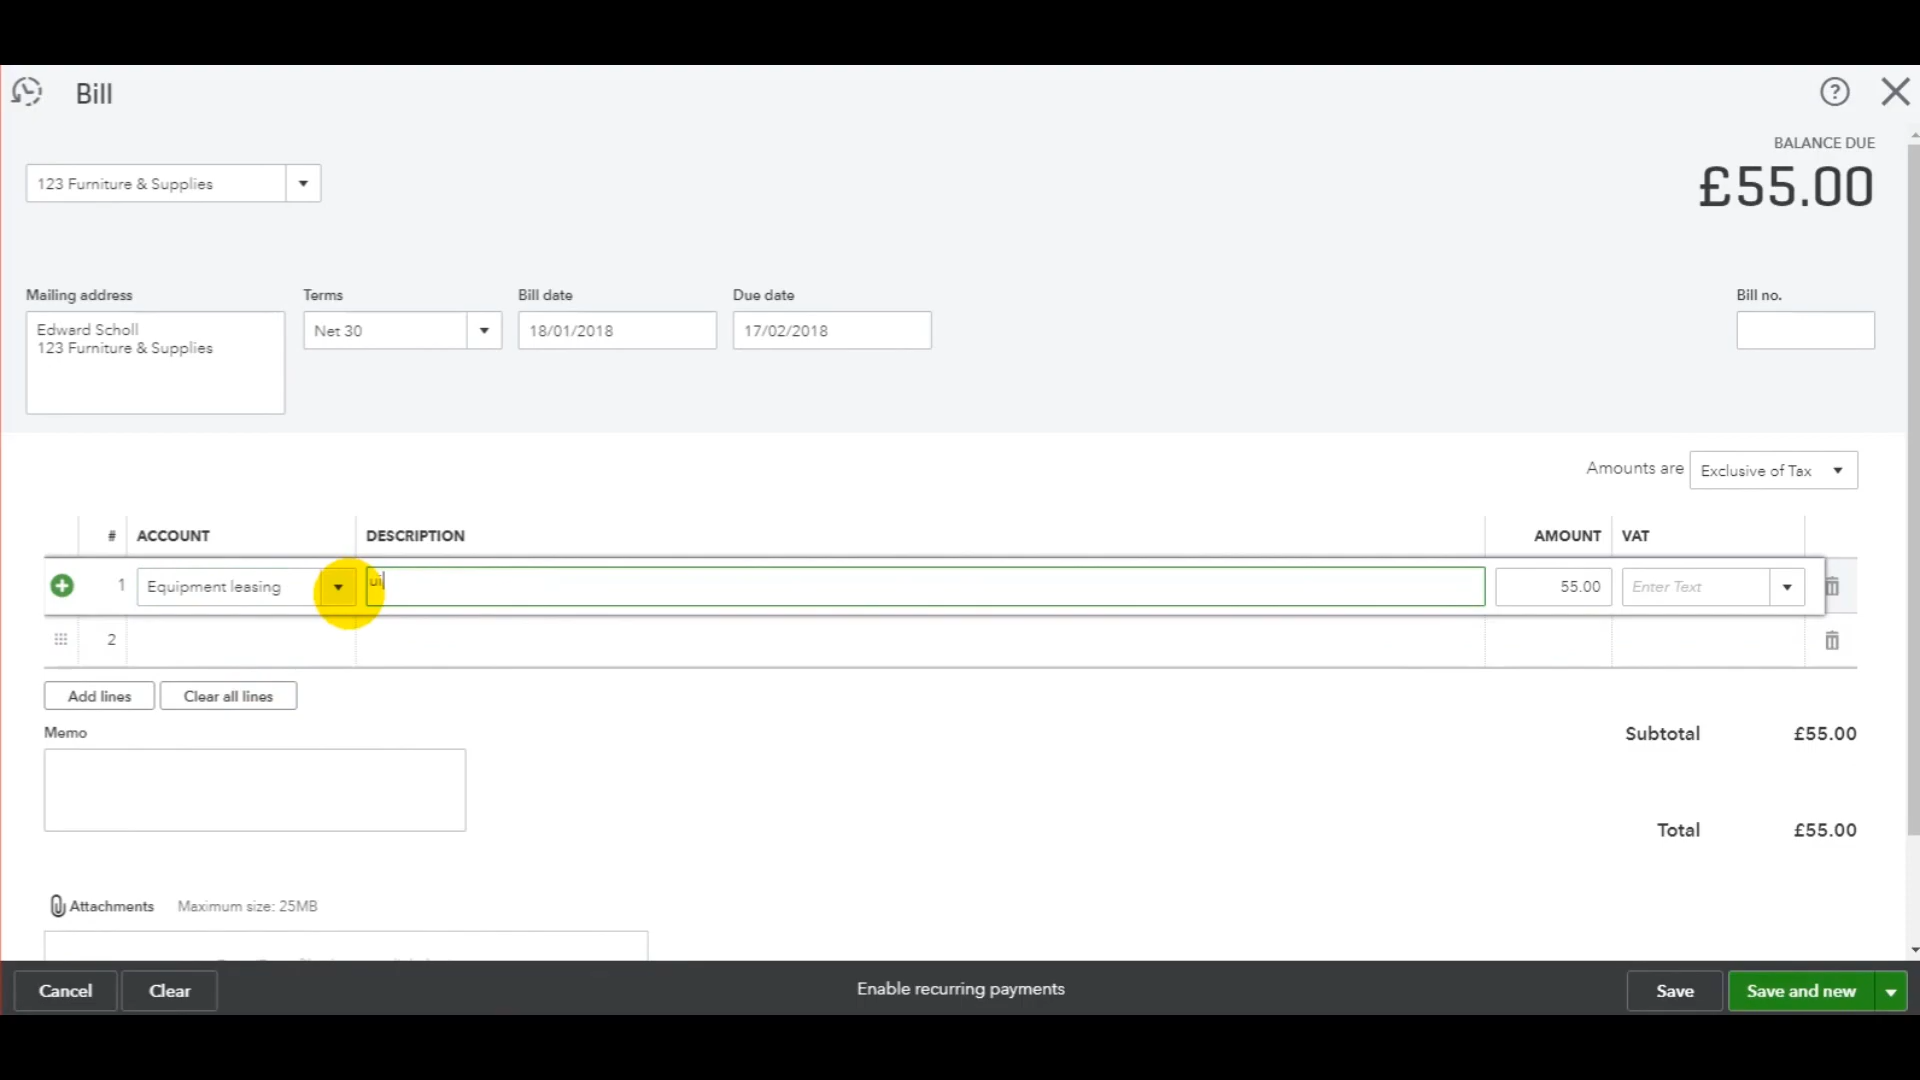 Bill
?
BALANCE DUE
£55.00
123 Furniture & Supplies
Mailing address
Terms
Bill date
Due date
Bill no.
Edward Scholl
123 Furniture & Supplies
Net 30
18/01/2018
17/02/2018
Amounts are
Exclusive of Tax
# ACCOUNT DESCRIPTION AMOUNT VAT
1 Equipment leasing ui 55.00 Enter Text
2
Add lines
Clear all lines
Memo
Subtotal £55.00
Total £55.00
Attachments Maximum size: 25MB
Cancel
Clear
Enable recurring payments
Save
Save and new